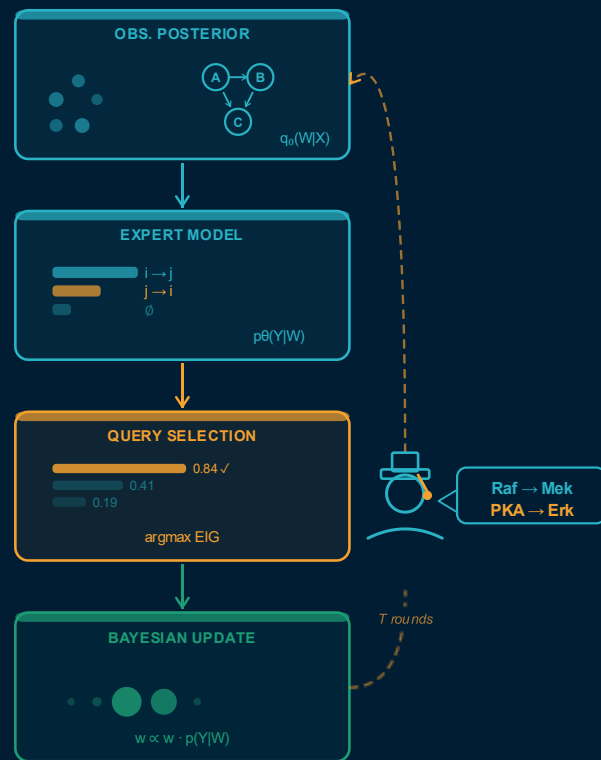 OBS. POSTERIOR
A
B
C
q₀(W|X)
EXPERT MODEL
i → j
j → i
∅
pθ(Y|W)
QUERY SELECTION
0.84 ✓
0.41
0.19
argmax EIG
Raf → Mek
PKA → Erk
T rounds
BAYESIAN UPDATE
w ∝ w · p(Y|W)